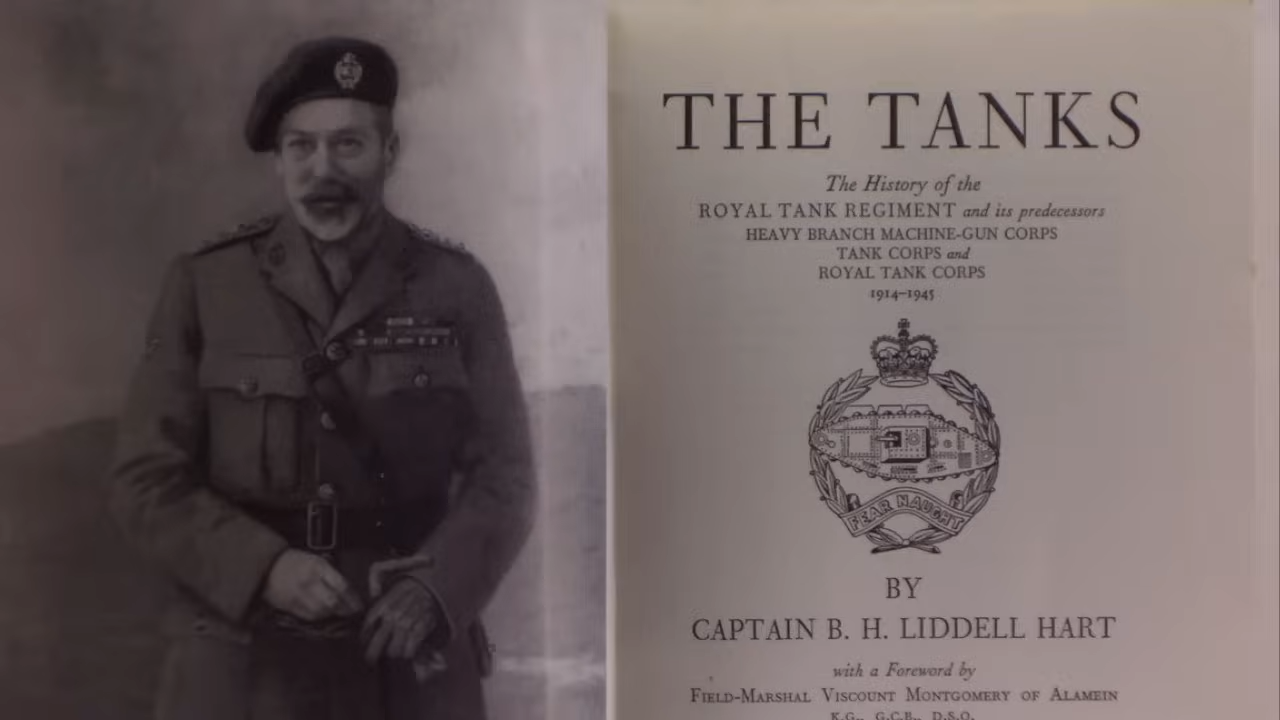 THE TANKS
The History of the
ROYAL TANK REGIMENT and its predecessors
HEAVY BRANCH MACHINE-GUN CORPS
TANK CORPS and
ROYAL TANK CORPS
1914–1945
FEAR NAUGHT
BY
CAPTAIN B. H. LIDDELL HART
with a Foreword by
FIELD-MARSHAL VISCOUNT MONTGOMERY OF ALAMEIN
K.G., G.C.B., D.S.O.